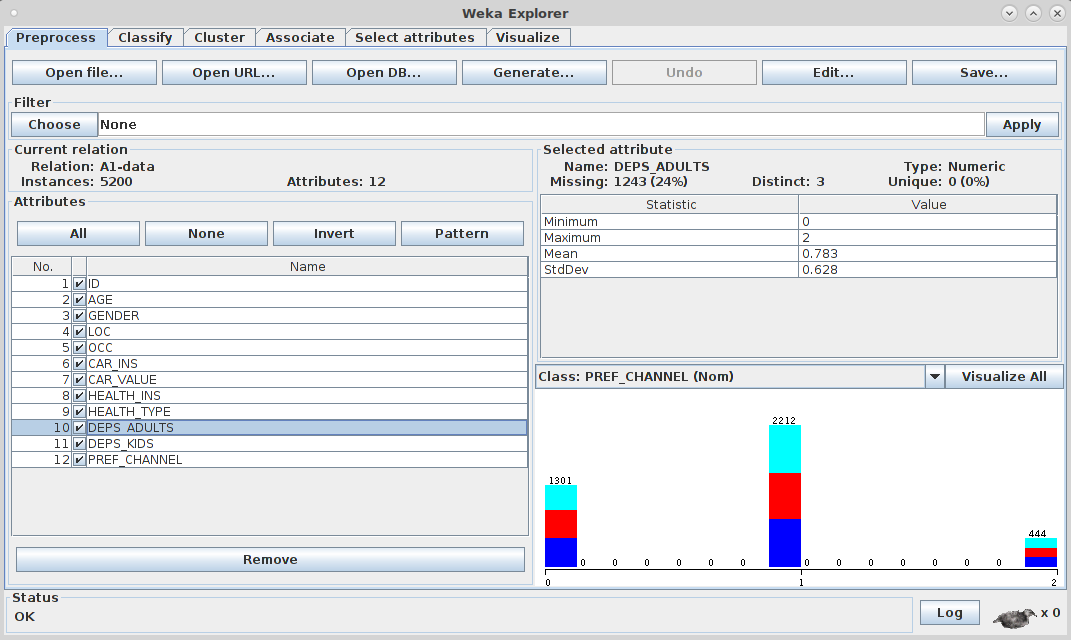 Weka Explorer
Preprocess Classify Cluster Associate Select attributes Visualize
Open file... Open URL... Open DB... Generate... Undo Edit... Save...
Filter
Choose None Apply
Current relation
Relation: A1-data
Instances: 5200 Attributes: 12
Attributes
All None Invert Pattern
No. Name
1 ID
2 AGE
3 GENDER
4 LOC
5 OCC
6 CAR_INS
7 CAR_VALUE
8 HEALTH_INS
9 HEALTH_TYPE
10 DEPS_ADULTS
11 DEPS_KIDS
12 PREF_CHANNEL
Remove
Selected attribute
Name: DEPS_ADULTS Type: Numeric
Missing: 1243 (24%) Distinct: 3 Unique: 0 (0%)
Statistic Value
Minimum 0
Maximum 2
Mean 0.783
StdDev 0.628
Class: PREF_CHANNEL (Nom) Visualize All
2212
1301
444
0 0 0 0 0 0 0 0 0 0 0 0
0 1 2
Status
OK
Log x 0